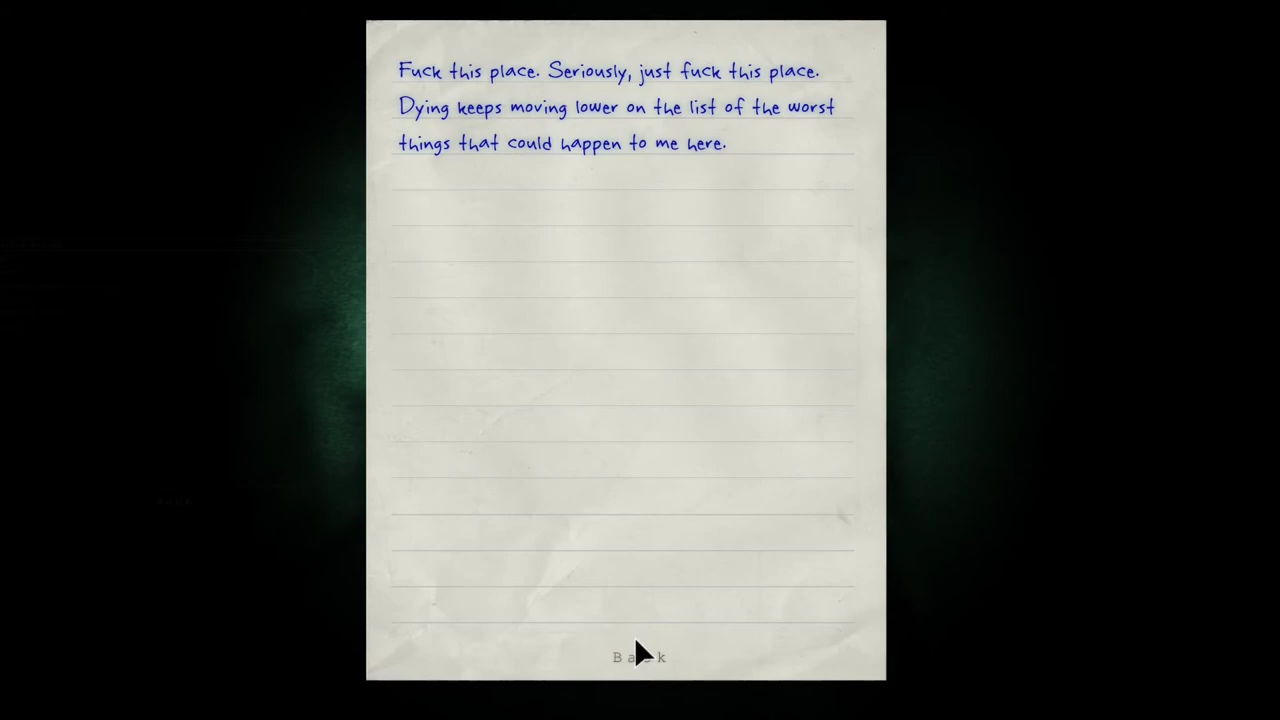 Fuck this place. Seriously, just fuck this place.
Dying keeps moving lower on the list of the worst
things that could happen to me here.
Back